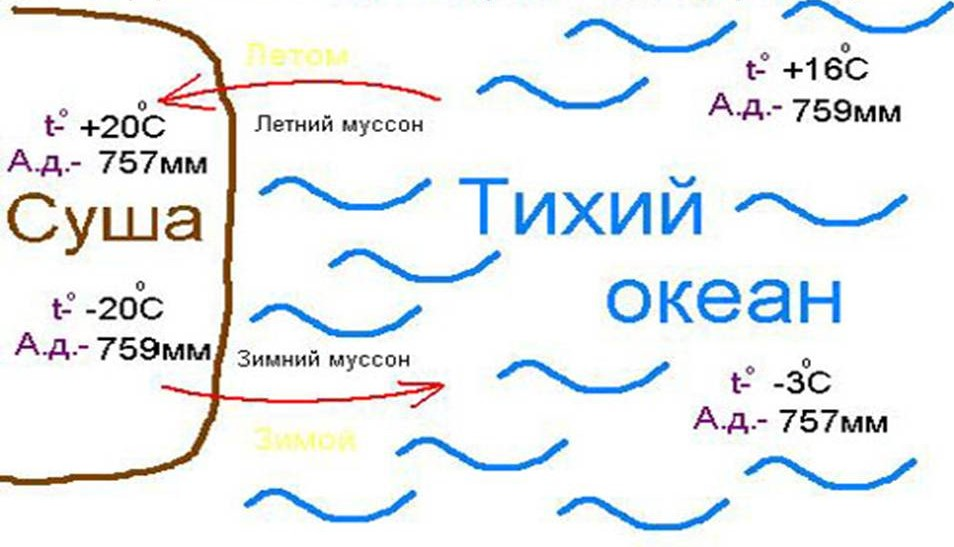 Летом
t-° +16°C
А.д.- 759мм
Летний муссон
t-° +20°C
А.д.- 757мм
Суша
Тихий
океан
t-° -20°C
А.д.- 759мм
Зимний муссон
t-° -3°C
А.д.- 757мм
Зимой